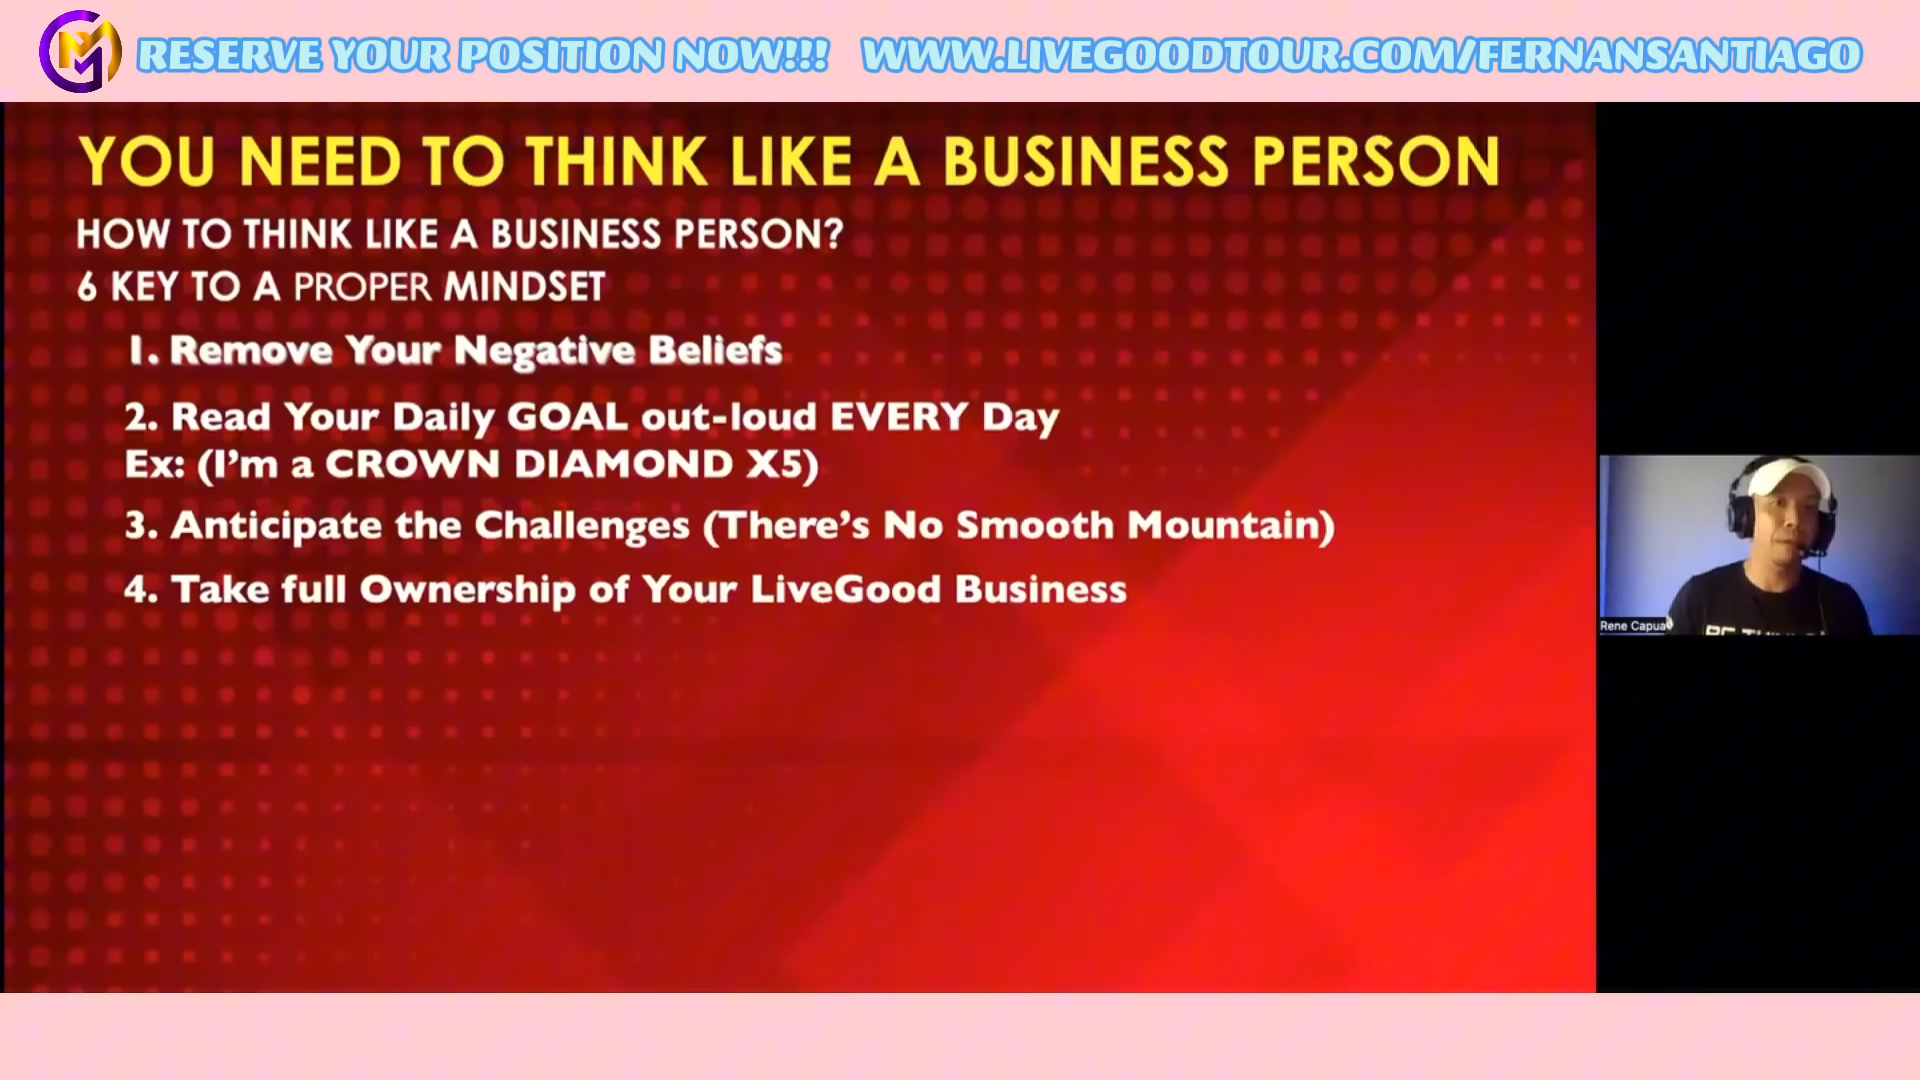 RESERVE YOUR POSITION NOW!!! WWW.LIVEGOODTOUR.COM/FERNANSANTIAGO
YOU NEED TO THINK LIKE A BUSINESS PERSON
HOW TO THINK LIKE A BUSINESS PERSON?
6 KEY TO A PROPER MINDSET
1. Remove Your Negative Beliefs
2. Read Your Daily GOAL out-loud EVERY Day
Ex: (I'm a CROWN DIAMOND X5)
3. Anticipate the Challenges (There's No Smooth Mountain)
4. Take full Ownership of Your LiveGood Business
Rene Capua